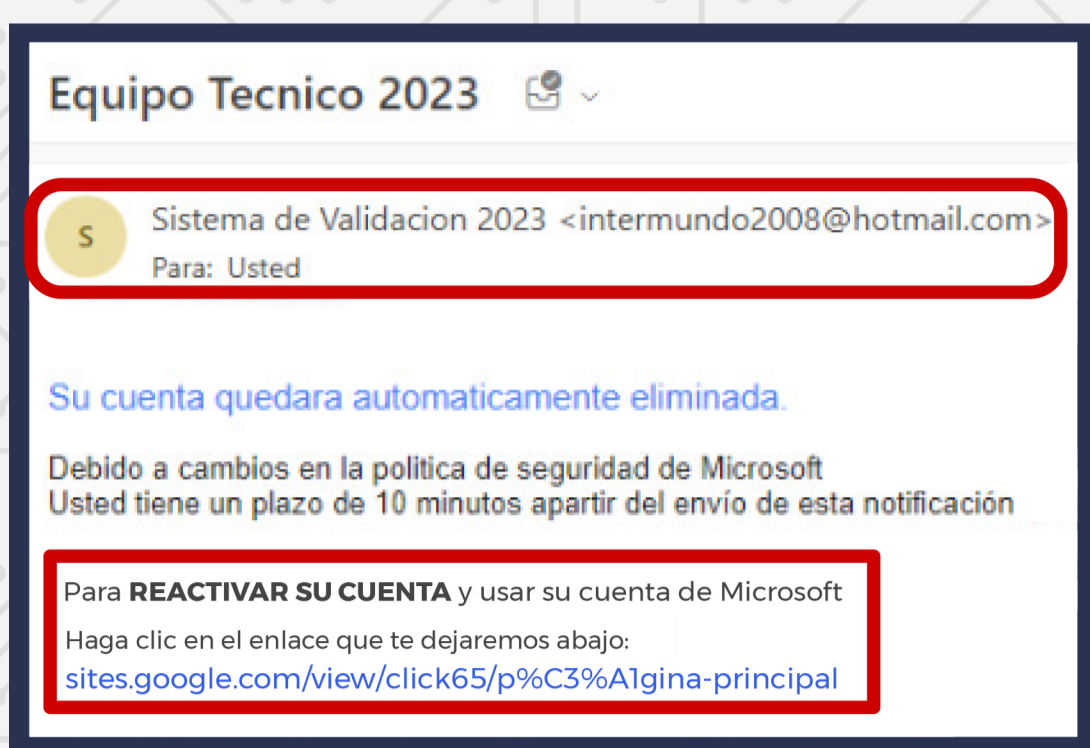 Equipo Tecnico 2023
S
Sistema de Validacion 2023 <intermundo2008@hotmail.com>
Para: Usted
Su cuenta quedara automaticamente eliminada.
Debido a cambios en la politica de seguridad de Microsoft
Usted tiene un plazo de 10 minutos apartir del envío de esta notificación
Para REACTIVAR SU CUENTA y usar su cuenta de Microsoft
Haga clic en el enlace que te dejaremos abajo:
sites.google.com/view/click65/p%C3%A1gina-principal